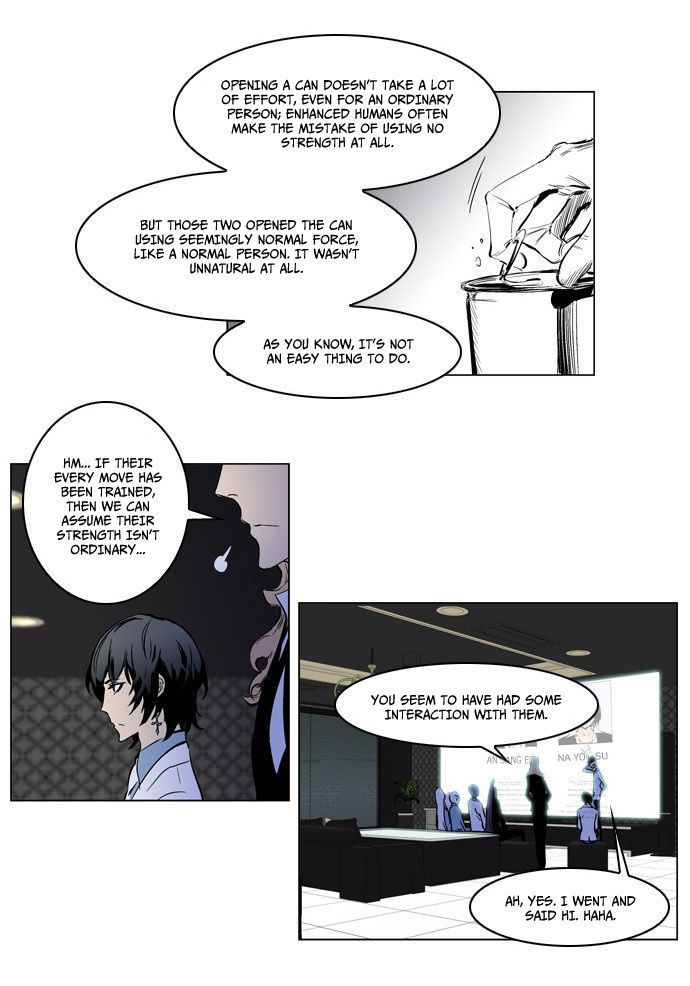 OPENING A CAN DOESN'T TAKE A LOT
OF EFFORT, EVEN FOR AN ORDINARY
PERSON; ENHANCED HUMANS OFTEN
MAKE THE MISTAKE OF USING NO
STRENGTH AT ALL.
BUT THOSE TWO OPENED THE CAN
USING SEEMINGLY NORMAL FORCE,
LIKE A NORMAL PERSON. IT WASN'T
UNNATURAL AT ALL.
AS YOU KNOW, IT'S NOT
AN EASY THING TO DO.
HM... IF THEIR
EVERY MOVE HAS
BEEN TRAINED,
THEN WE CAN
ASSUME THEIR
STRENGTH ISN'T
ORDINARY...
YOU SEEM TO HAVE HAD SOME
INTERACTION WITH THEM.
AN SANG E
NA YO SU
AH, YES. I WENT AND
SAID HI. HAHA.